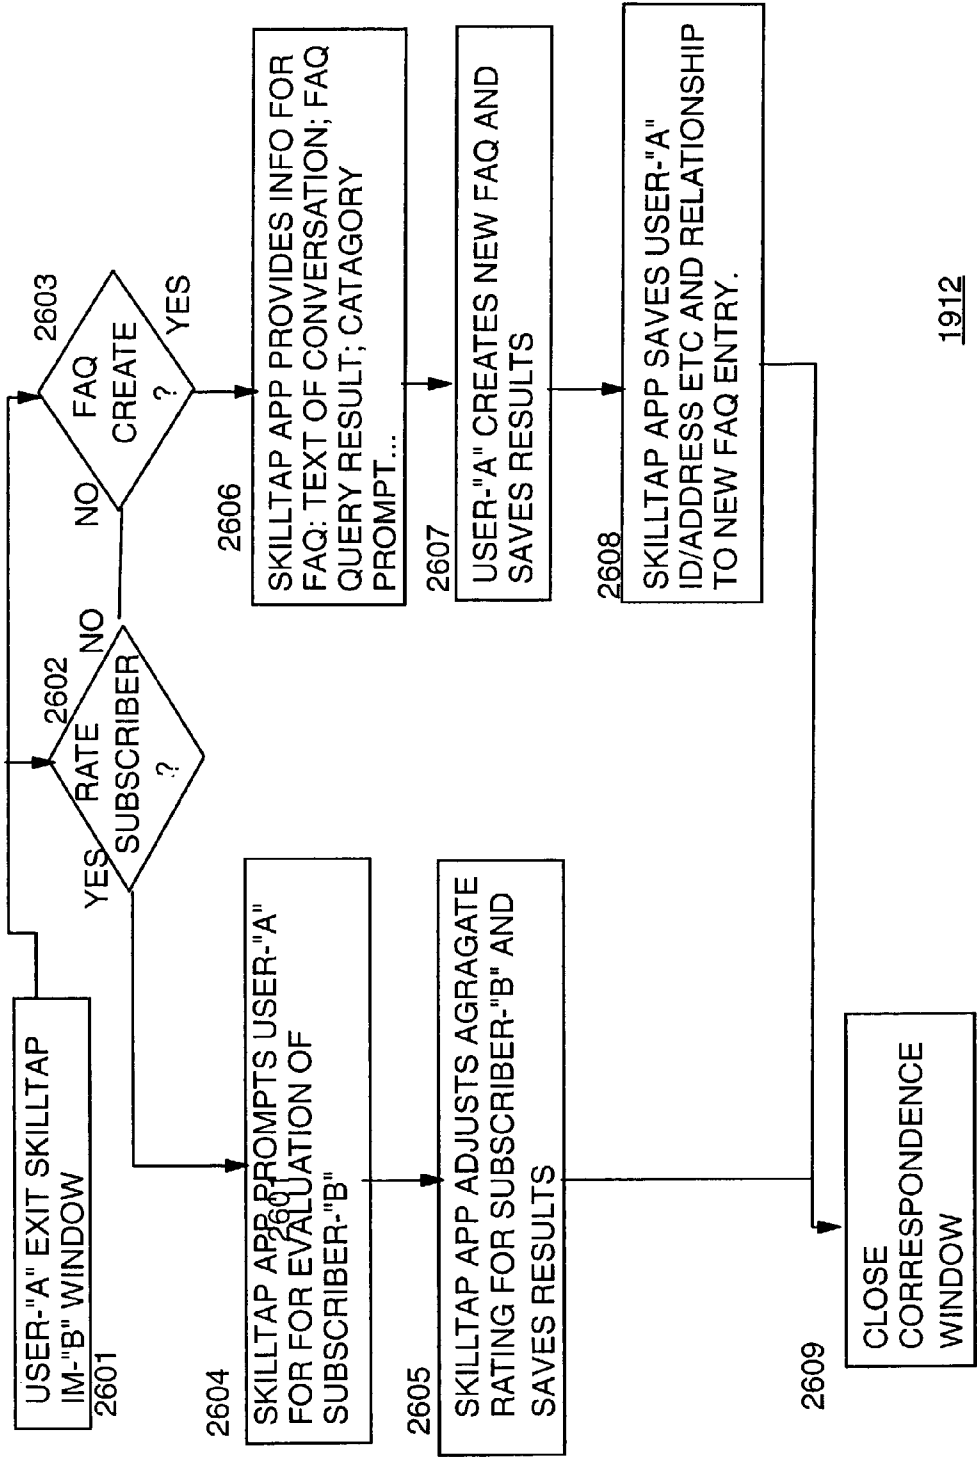 USER-"A" EXIT SKILLTAP
IM-"B" WINDOW
2601
2602
RATE
SUBSCRIBER
?
YES
NO
2603
FAQ
CREATE
?
NO
YES
2604
SKILLTAP APP PROMPTS USER-"A"
FOR FOR EVALUATION OF
SUBSCRIBER-"B"
2601
2605
SKILLTAP APP ADJUSTS AGRAGATE
RATING FOR SUBSCRIBER-"B" AND
SAVES RESULTS
2606
SKILLTAP APP PROVIDES INFO FOR
FAQ: TEXT OF CONVERSATION; FAQ
QUERY RESULT; CATAGORY
PROMPT...
2607
USER-"A" CREATES NEW FAQ AND
SAVES RESULTS
2608
SKILLTAP APP SAVES USER-"A"
ID/ADDRESS ETC AND RELATIONSHIP
TO NEW FAQ ENTRY.
2609
CLOSE
CORRESPONDENCE
WINDOW
1912